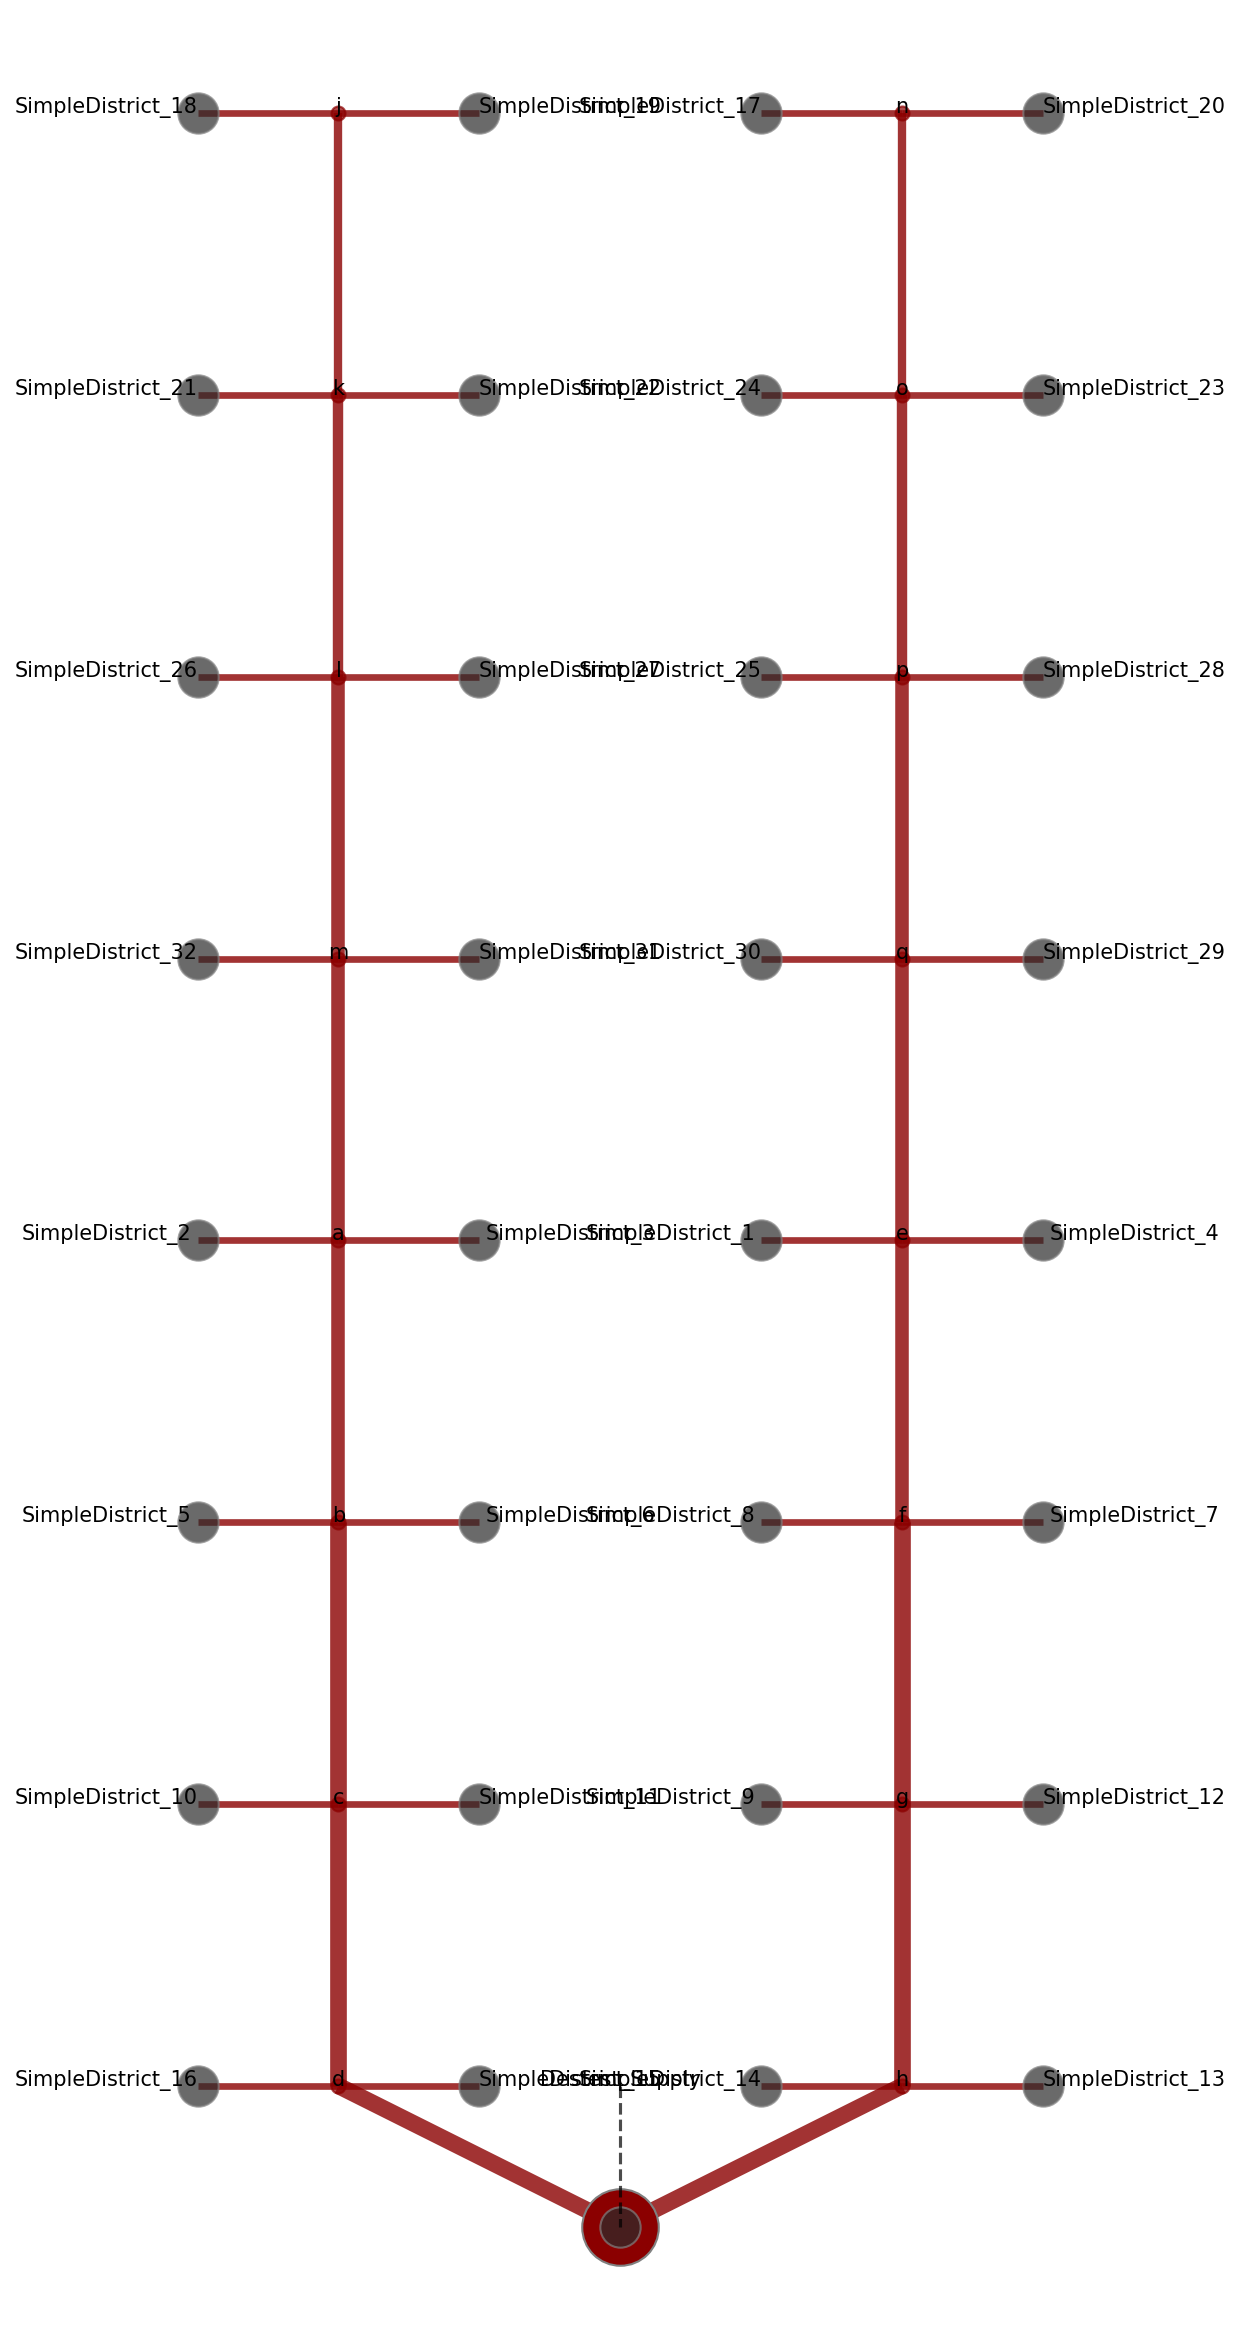 SimpleDistrict_18 j SimpleDistrict_19 SimpleDistrict_17 n SimpleDistrict_20
SimpleDistrict_21 k SimpleDistrict_22 SimpleDistrict_24 o SimpleDistrict_23
SimpleDistrict_26 l SimpleDistrict_27 SimpleDistrict_25 p SimpleDistrict_28
SimpleDistrict_32 m SimpleDistrict_31 SimpleDistrict_30 q SimpleDistrict_29
SimpleDistrict_2 a SimpleDistrict_3 SimpleDistrict_1 e SimpleDistrict_4
SimpleDistrict_5 b SimpleDistrict_6 SimpleDistrict_8 f SimpleDistrict_7
SimpleDistrict_10 c SimpleDistrict_11 SimpleDistrict_9 g SimpleDistrict_12
SimpleDistrict_16 d SimpleDistrict_15 SimpleDistrict_14 h SimpleDistrict_13